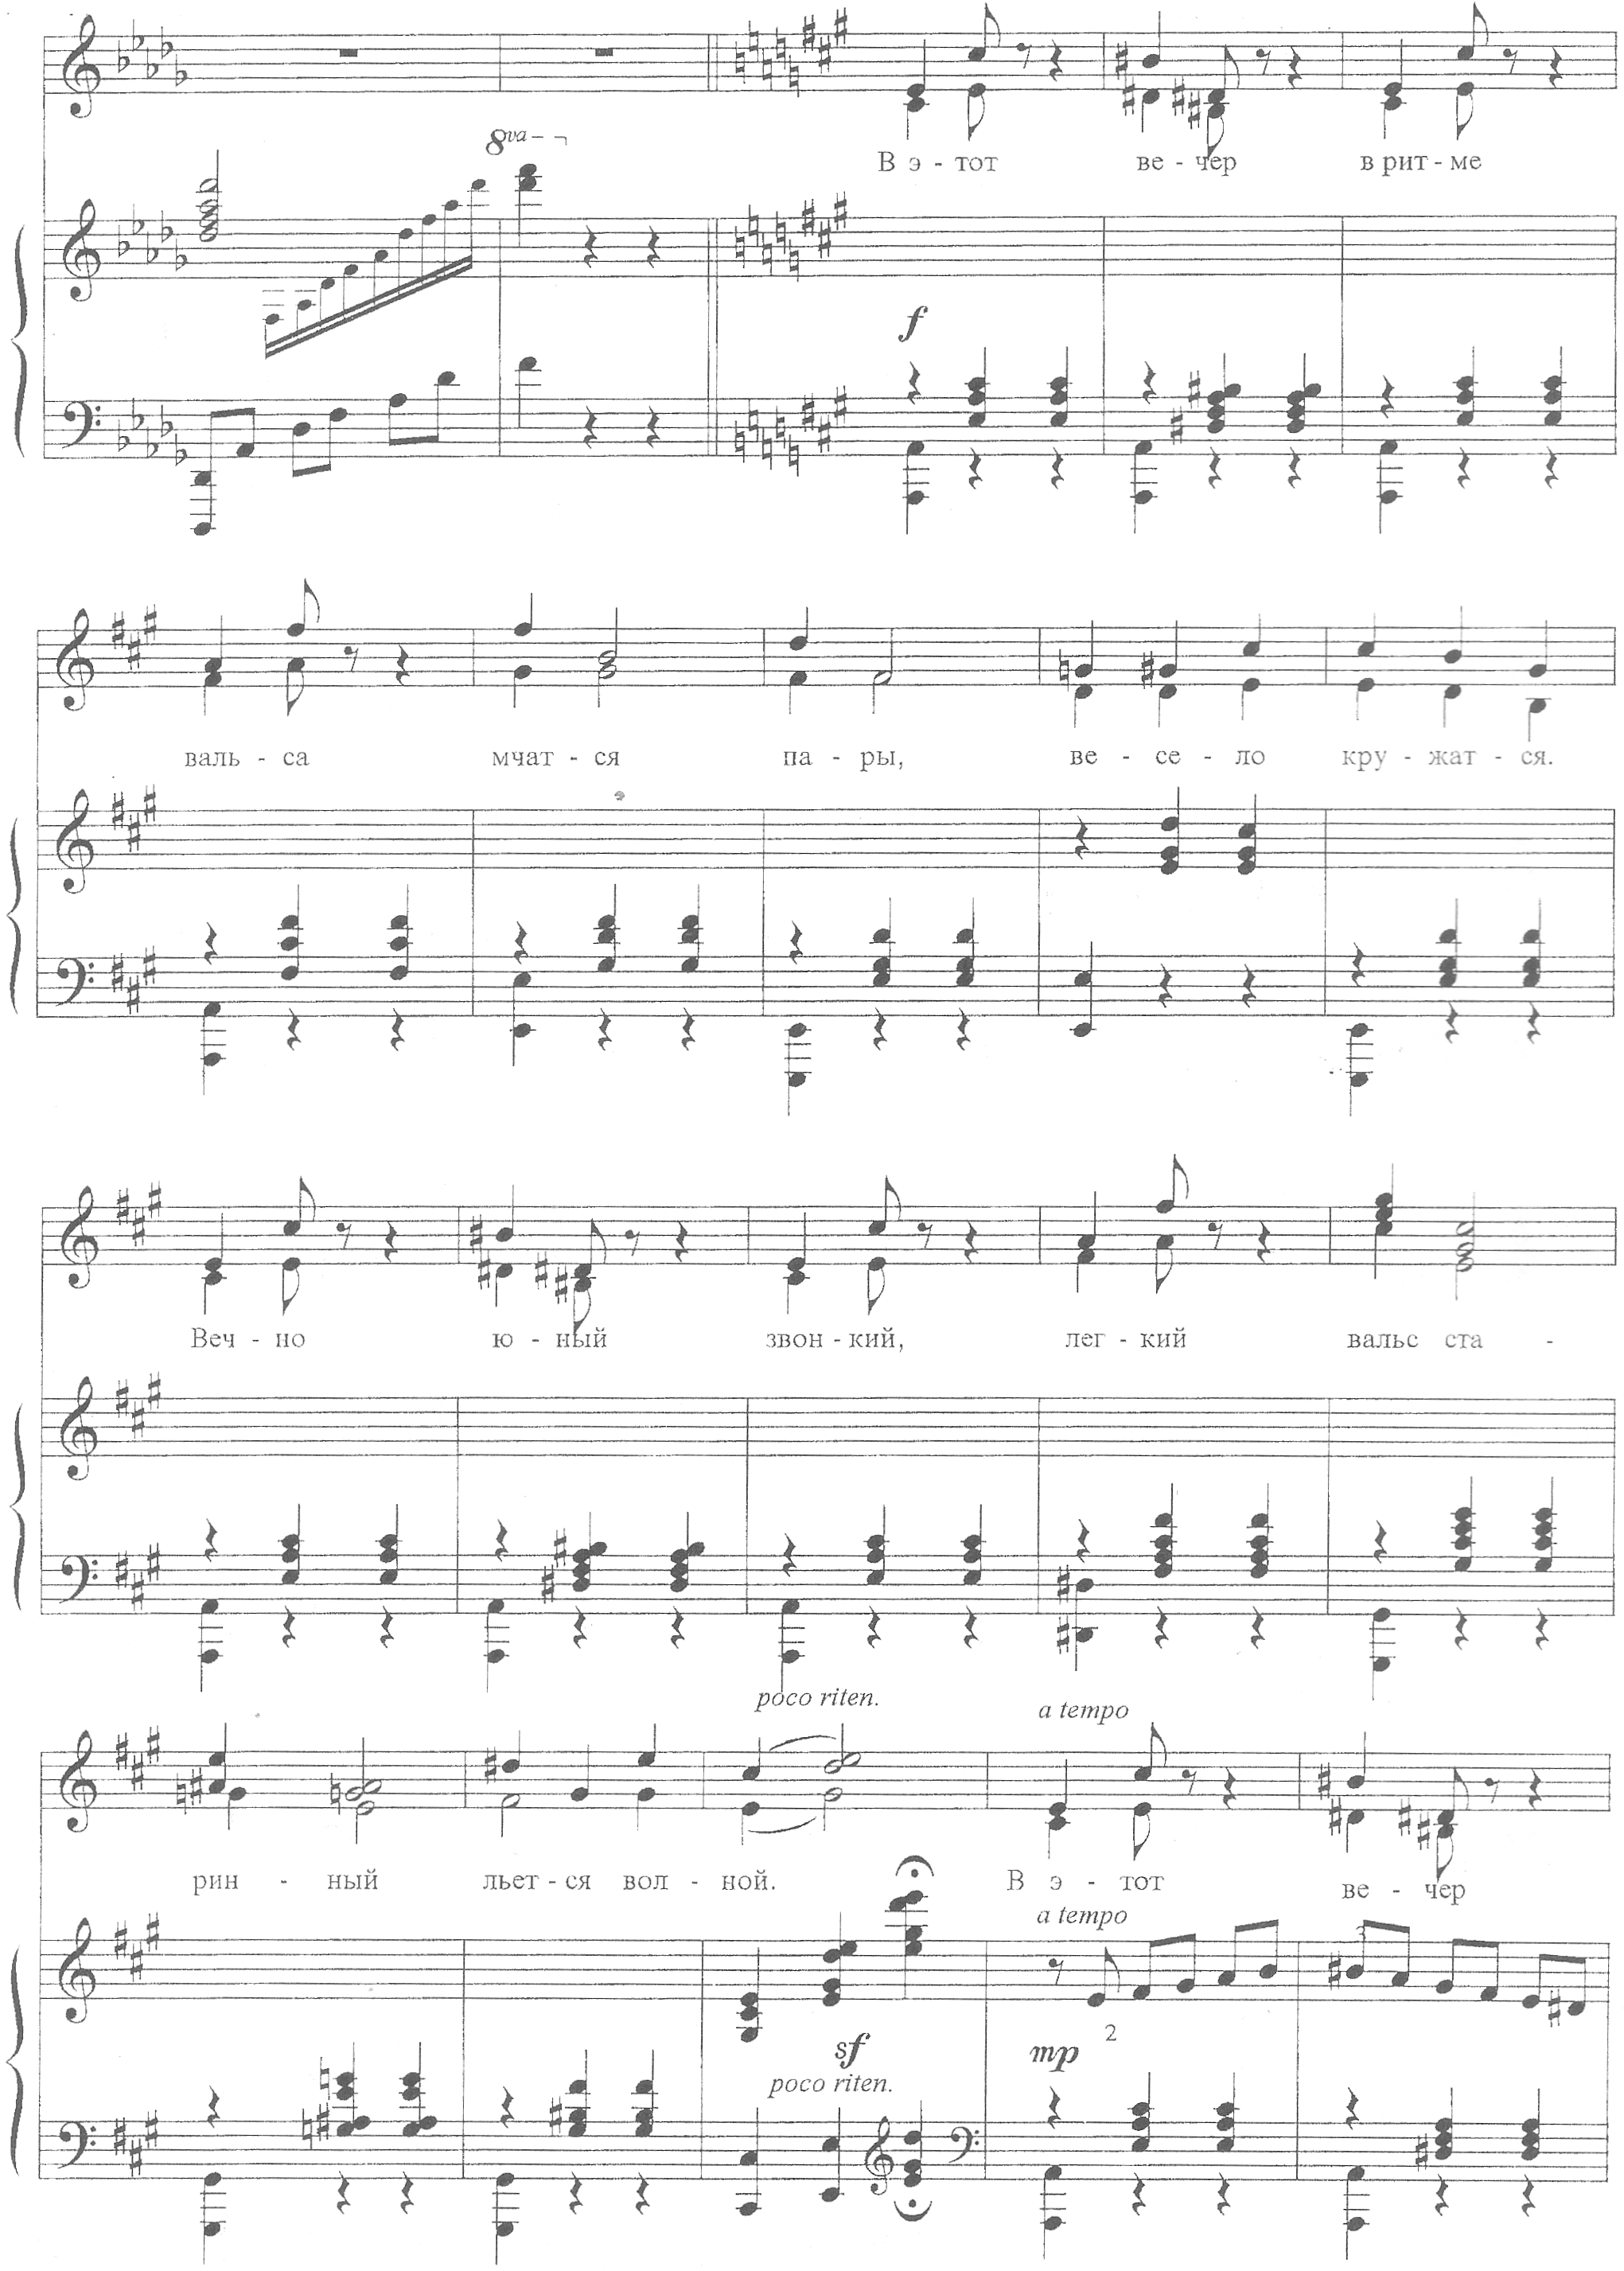 8va
В э - тот ве - чер в рит - ме
f
валь - са мчат - ся па - ры, ве - се - ло кру - жат - ся.
Веч - но ю - ный звон - кий, лег - кий вальс ста -
poco riten.
a tempo
рин - ный льет - ся вол - ной. В э - тот ве - чер
a tempo
3
2
sf mp
poco riten.